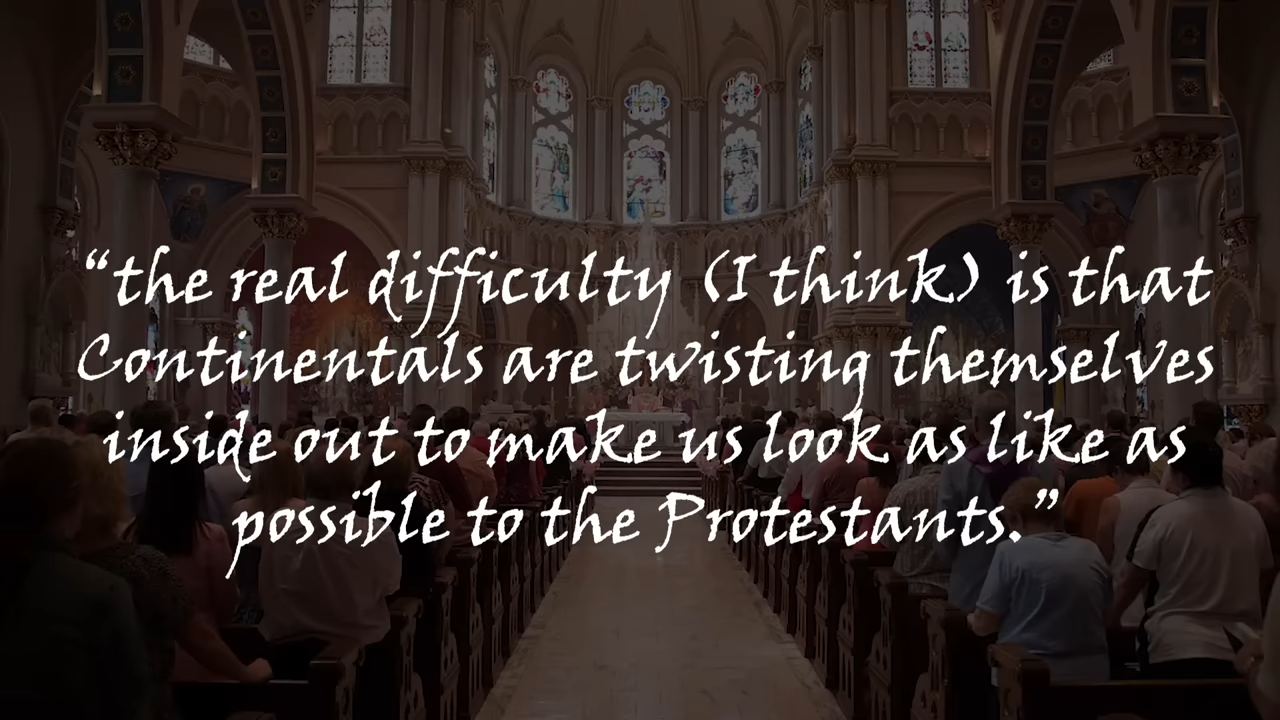 “the real difficulty (I think) is that
Continentals are twisting themselves
inside out to make us look as like as
possible to the Protestants.”